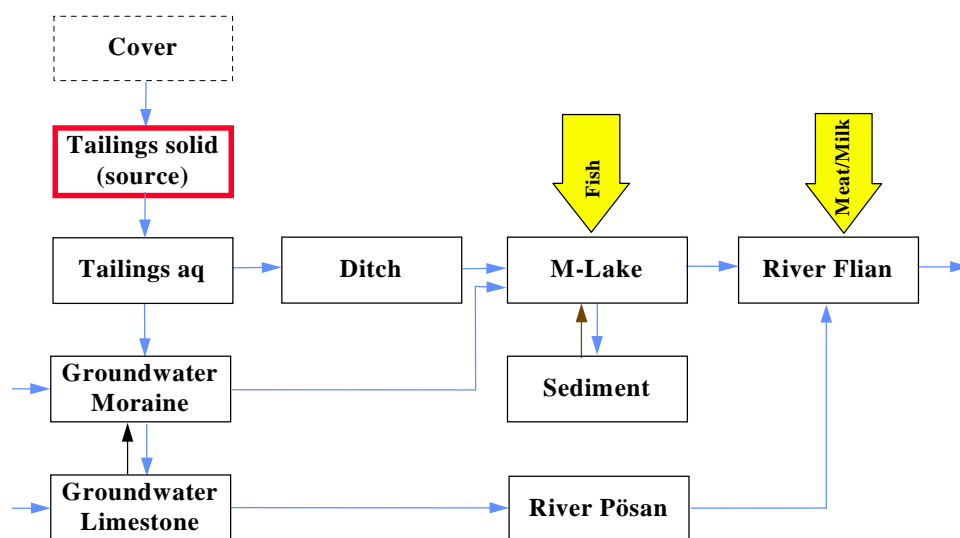 Cover
Tailings solid
(source)
Fish
Meat/Milk
Tailings aq
Ditch
M-Lake
River Flian
Groundwater
Moraine
Sediment
Groundwater
Limestone
River Pösan